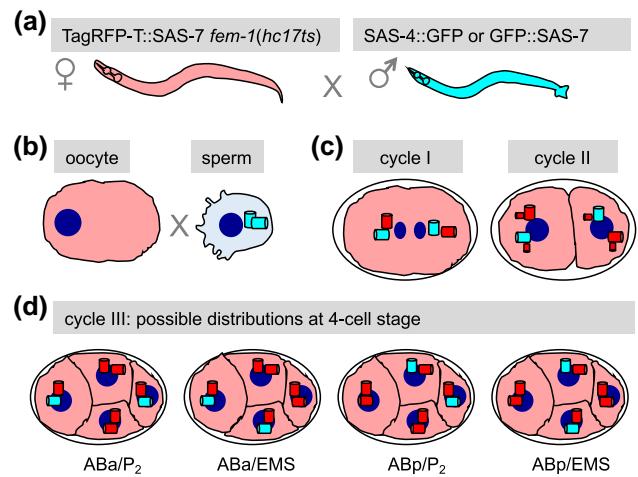 (a)
TagRFP-T::SAS-7 fem-1(hc17ts)
SAS-4::GFP or GFP::SAS-7
♀
X
♂
(b)
oocyte
sperm
X
(c)
cycle I
cycle II
(d)
cycle III: possible distributions at 4-cell stage
ABa/P₂
ABa/EMS
ABp/P₂
ABp/EMS